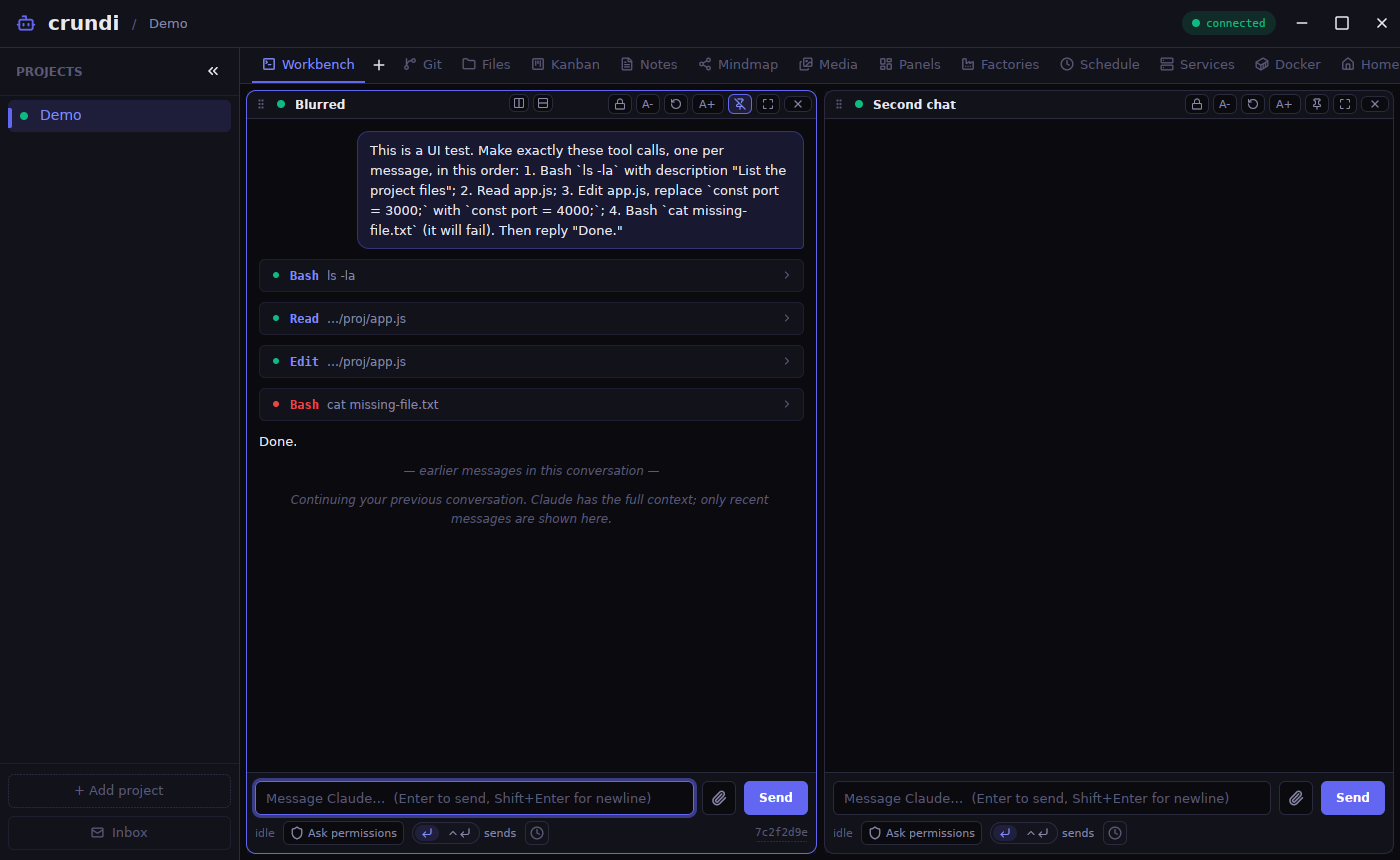 crundi / Demo
connected
PROJECTS
Workbench
Git
Files
Kanban
Notes
Mindmap
Media
Panels
Factories
Schedule
Services
Docker
Home
Demo
Blurred
A-
A+
This is a UI test. Make exactly these tool calls, one per
message, in this order: 1. Bash `ls -la` with description "List the
project files"; 2. Read app.js; 3. Edit app.js, replace `const port
= 3000;` with `const port = 4000;`; 4. Bash `cat missing-
file.txt` (it will fail). Then reply "Done."
Bash ls -la
Read .../proj/app.js
Edit .../proj/app.js
Bash cat missing-file.txt
Done.
— earlier messages in this conversation —
Continuing your previous conversation. Claude has the full context; only recent
messages are shown here.
Message Claude... (Enter to send, Shift+Enter for newline)
Send
idle
Ask permissions
sends
7c2f2d9e
Second chat
A-
A+
Message Claude... (Enter to send, Shift+Enter for newline)
Send
idle
Ask permissions
sends
+ Add project
Inbox